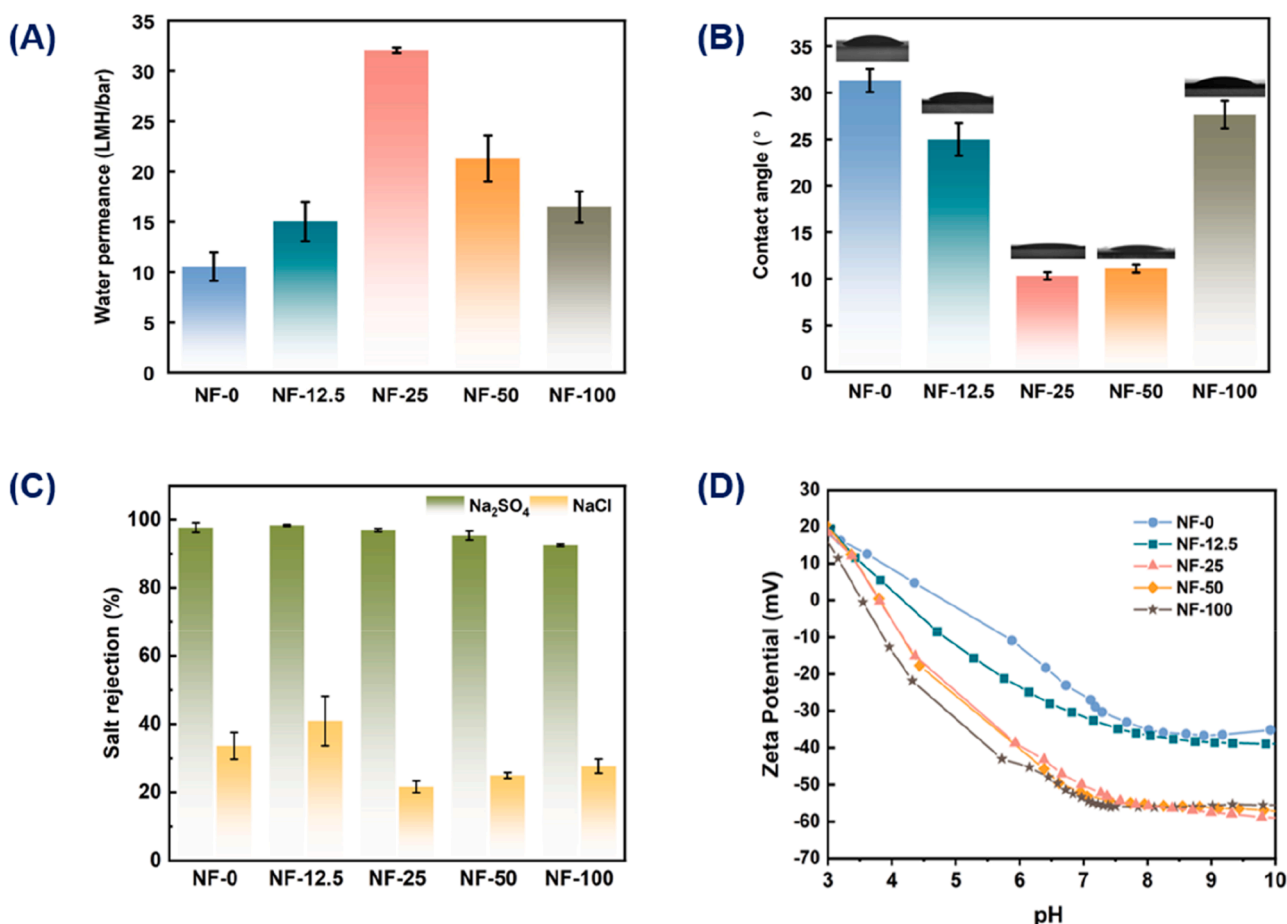 (A)
Water permeance (LMH/bar)
35
30
25
20
15
10
5
0
NF-0 NF-12.5 NF-25 NF-50 NF-100
(B)
Contact angle (°)
35
30
25
20
15
10
5
0
NF-0 NF-12.5 NF-25 NF-50 NF-100
(C)
Salt rejection (%)
Na₂SO₄ NaCl
100
80
60
40
20
0
NF-0 NF-12.5 NF-25 NF-50 NF-100
(D)
Zeta Potential (mV)
30
20
10
0
-10
-20
-30
-40
-50
-60
-70
NF-0
NF-12.5
NF-25
NF-50
NF-100
3 4 5 6 7 8 9 10
pH